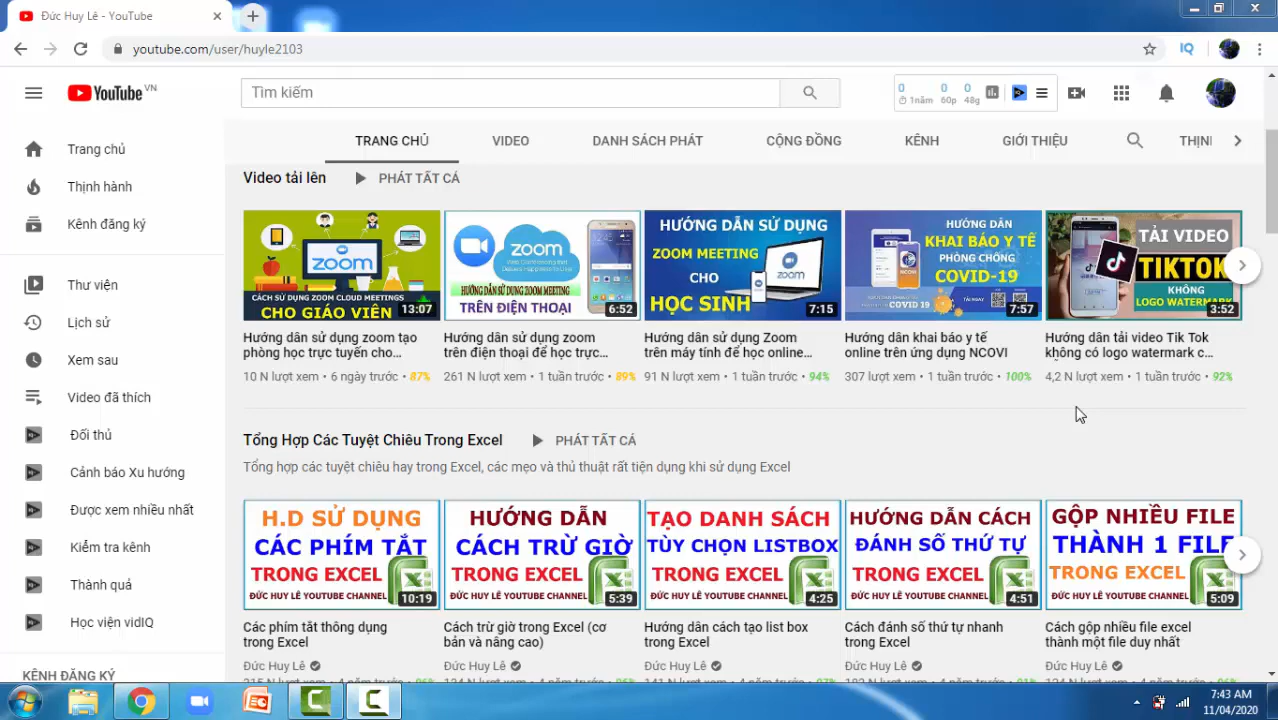 Đức Huy Lê - YouTube
youtube.com/user/huyle2103
IQ
YouTube VN
Tìm kiếm
0 0 0
1năm 60p 48g
TRANG CHỦ VIDEO DANH SÁCH PHÁT CỘNG ĐỒNG KÊNH GIỚI THIỆU THỊNI
Trang chủ
Thịnh hành
Kênh đăng ký
Thư viện
Lịch sử
Xem sau
Video đã thích
Đối thủ
Cảnh báo Xu hướng
Được xem nhiều nhất
Kiểm tra kênh
Thành quả
Học viện vidIQ
KÊNH ĐĂNG KÝ
Video tải lên PHÁT TẤT CẢ
zoom
CÁCH SỬ DỤNG ZOOM CLOUD MEETINGS
CHO GIÁO VIÊN
13:07
Hướng dẫn sử dụng zoom tạo
phòng học trực tuyến cho...
10 N lượt xem • 6 ngày trước • 87%
zoom
HƯỚNG DẪN SỬ DỤNG ZOOM MEETING
TRÊN ĐIỆN THOẠI
6:52
Hướng dẫn sử dụng zoom
trên điện thoại để học trực...
261 N lượt xem • 1 tuần trước • 89%
HƯỚNG DẪN SỬ DỤNG
ZOOM MEETING
CHO
HỌC SINH
zoom
7:15
Hướng dẫn sử dụng Zoom
trên máy tính để học online...
91 N lượt xem • 1 tuần trước • 94%
HƯỚNG DẪN
KHAI BÁO Y TẾ
PHÒNG CHỐNG
COVID-19
7:57
Hướng dẫn khai báo y tế
online trên ứng dụng NCOVI
307 lượt xem • 1 tuần trước • 100%
TẢI VIDEO
TIKTOK
KHÔNG
LOGO WATERMARK
3:52
Hướng dẫn tải video Tik Tok
không có logo watermark c...
4,2 N lượt xem • 1 tuần trước • 92%
Tổng Hợp Các Tuyệt Chiêu Trong Excel PHÁT TẤT CẢ
Tổng hợp các tuyệt chiêu hay trong Excel, các mẹo và thủ thuật rất tiện dụng khi sử dụng Excel
H.D SỬ DỤNG
CÁC PHÍM TẮT
TRONG EXCEL
ĐỨC HUY LÊ YOUTUBE CHANNEL
10:19
Các phím tắt thông dụng
trong Excel
Đức Huy Lê
HƯỚNG DẪN
CÁCH TRỪ GIỜ
TRONG EXCEL
ĐỨC HUY LÊ YOUTUBE CHANNEL
5:39
Cách trừ giờ trong Excel (cơ
bản và nâng cao)
Đức Huy Lê
TẠO DANH SÁCH
TÙY CHỌN LISTBOX
TRONG EXCEL
ĐỨC HUY LÊ YOUTUBE CHANNEL
4:25
Hướng dẫn cách tạo list box
trong Excel
Đức Huy Lê
HƯỚNG DẪN CÁCH
ĐÁNH SỐ THỨ TỰ
TRONG EXCEL
ĐỨC HUY LÊ YOUTUBE CHANNEL
4:51
Cách đánh số thứ tự nhanh
trong Excel
Đức Huy Lê
GỘP NHIỀU FILE
THÀNH 1 FILE
TRONG EXCEL
ĐỨC HUY LÊ YOUTUBE CHANNEL
5:09
Cách gộp nhiều file excel
thành một file duy nhất
Đức Huy Lê
7:43 AM
11/04/2020